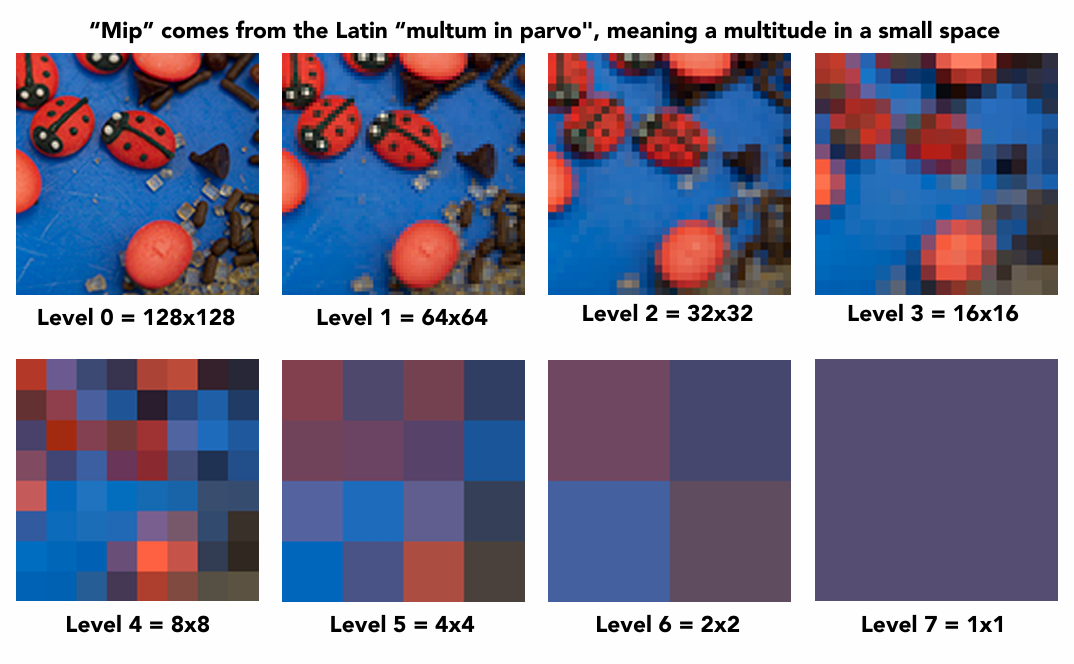 “Mip” comes from the Latin “multum in parvo", meaning a multitude in a small space
Level 0 = 128x128
Level 1 = 64x64
Level 2 = 32x32
Level 3 = 16x16
Level 4 = 8x8
Level 5 = 4x4
Level 6 = 2x2
Level 7 = 1x1